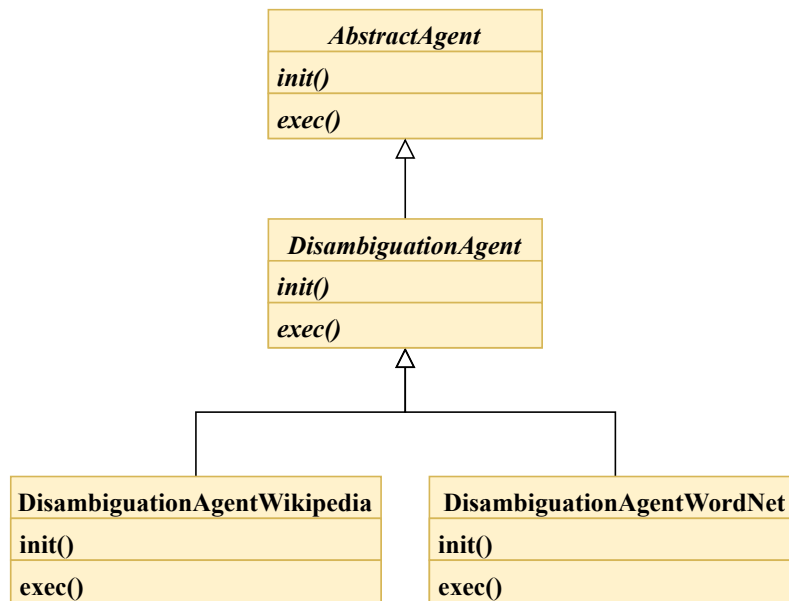 AbstractAgent
init()
exec()
DisambiguationAgent
init()
exec()
DisambiguationAgentWikipedia
init()
exec()
DisambiguationAgentWordNet
init()
exec()